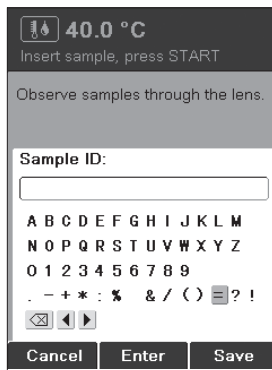 40.0 °C
Insert sample, press START
Observe samples through the lens.
Sample ID:
A B C D E F G H I J K L M
N O P Q R S T U V W X Y Z
0 1 2 3 4 5 6 7 8 9
. - + * : % & / ( ) = ? !
Cancel Enter Save